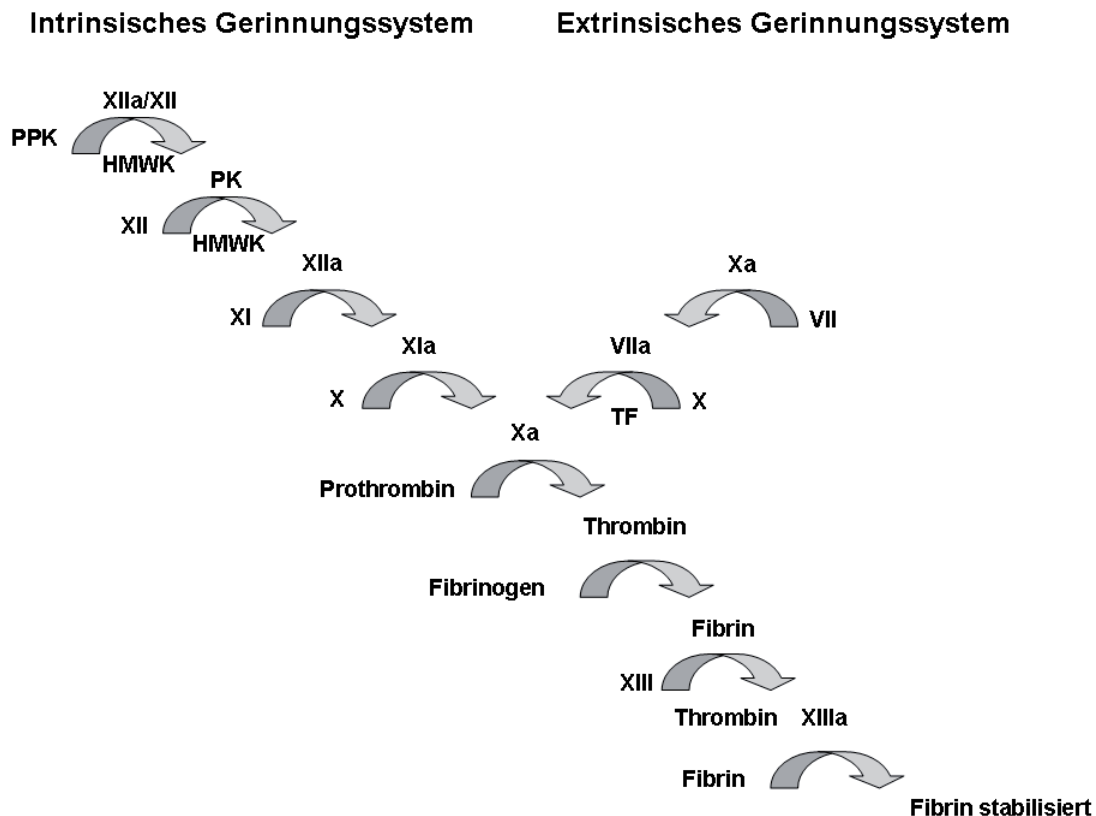 Intrinsisches Gerinnungssystem
Extrinsisches Gerinnungssystem
XIIa/XII
PPK
HMWK
PK
XII
HMWK
XIIa
Xa
XI
VII
XIa
VIIa
X
X
TF
Xa
Prothrombin
Thrombin
Fibrinogen
Fibrin
XIII
Thrombin XIIIa
Fibrin
Fibrin stabilisiert